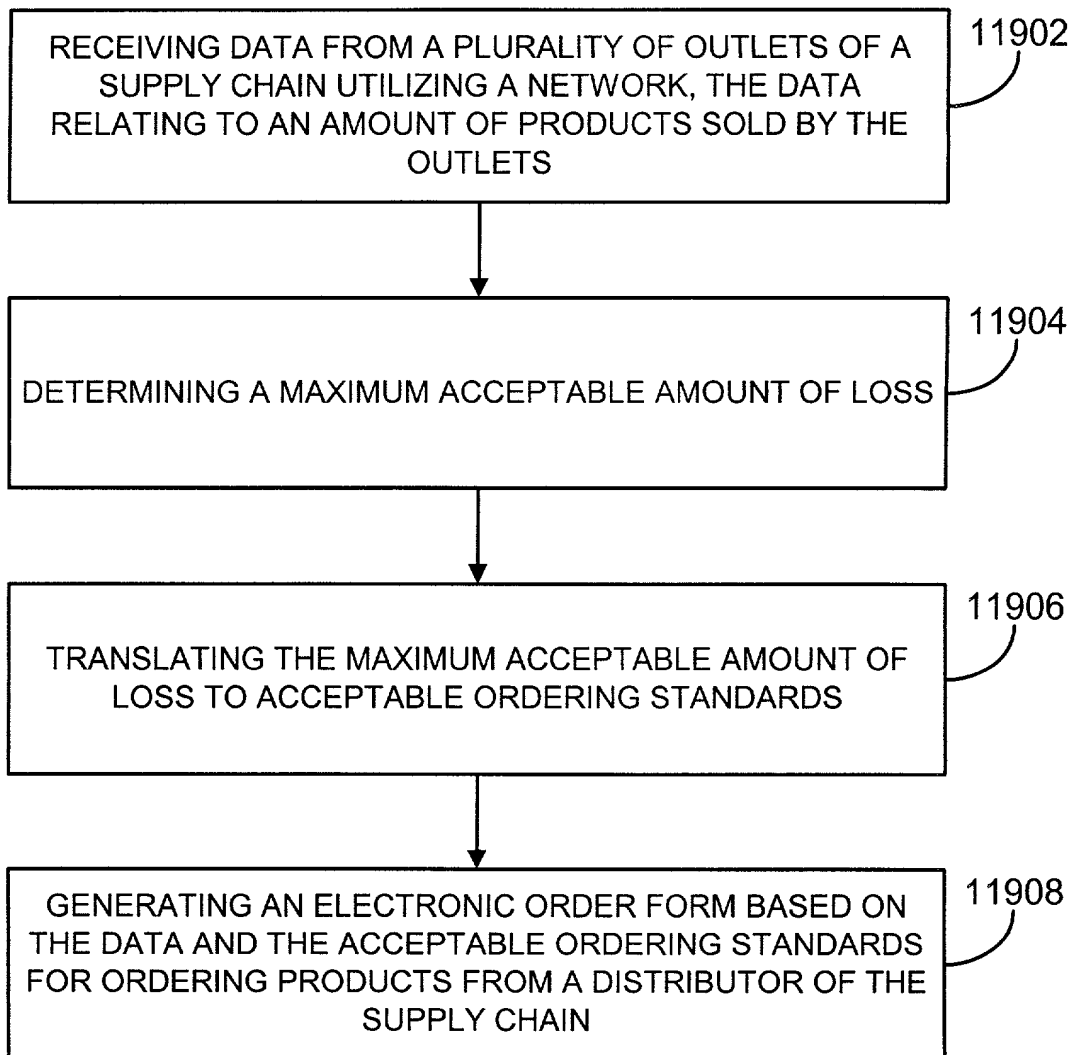 RECEIVING DATA FROM A PLURALITY OF OUTLETS OF A
SUPPLY CHAIN UTILIZING A NETWORK, THE DATA
RELATING TO AN AMOUNT OF PRODUCTS SOLD BY THE
OUTLETS
11902
DETERMINING A MAXIMUM ACCEPTABLE AMOUNT OF LOSS
11904
TRANSLATING THE MAXIMUM ACCEPTABLE AMOUNT OF
LOSS TO ACCEPTABLE ORDERING STANDARDS
11906
GENERATING AN ELECTRONIC ORDER FORM BASED ON
THE DATA AND THE ACCEPTABLE ORDERING STANDARDS
FOR ORDERING PRODUCTS FROM A DISTRIBUTOR OF THE
SUPPLY CHAIN
11908